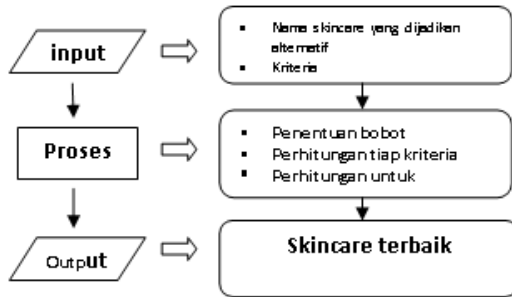 input
Nama skincare yang dijadikan
alternatif
Kriteria
Proses
Penentuan bobot
Perhitungan tiap kriteria
Perhitungan untuk
Output
Skincare terbaik